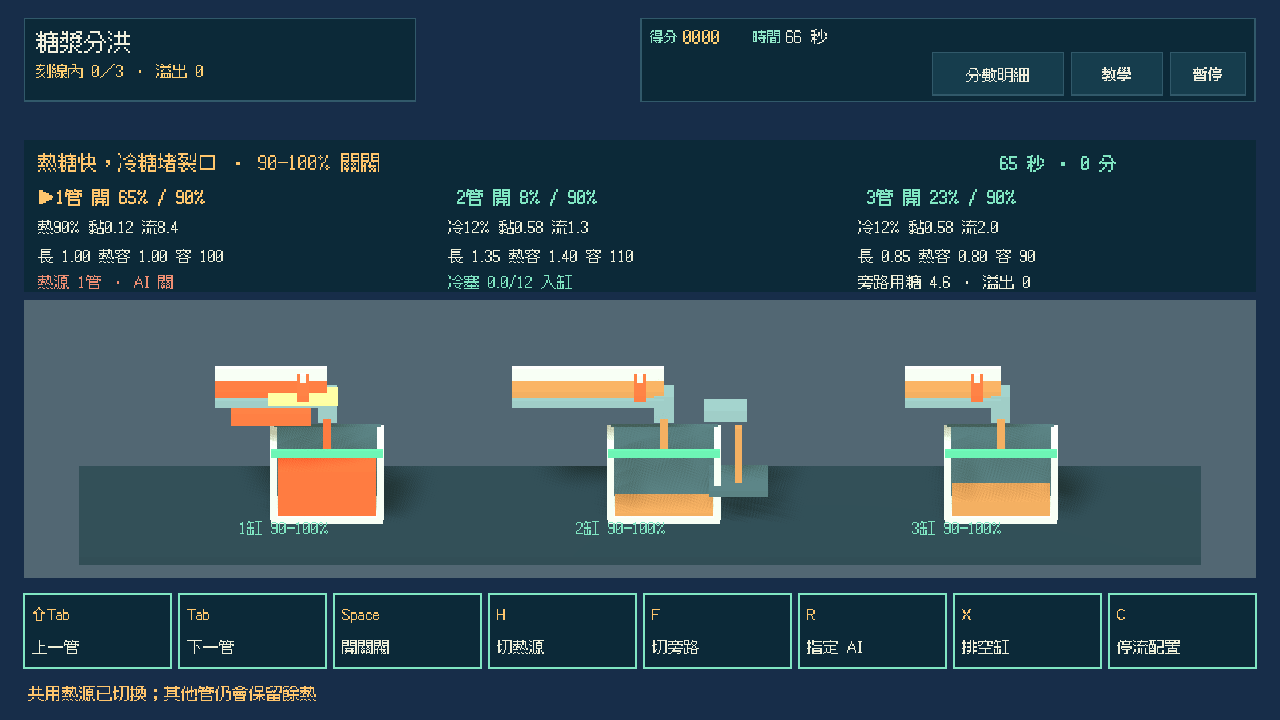 糖漿分洪
刻線內 0/3 · 溢出 0
得分 0000 時間 66 秒
分數明細
教學
暫停
熱糖快，冷糖堵裂口 · 90-100% 關閥
65 秒 · 0 分
▶1管 開 65% / 90%
2管 開 8% / 90%
3管 開 23% / 90%
熱90% 黏0.12 流8.4
冷12% 黏0.58 流1.3
冷12% 黏0.58 流2.0
長 1.00 熱容 1.00 容 100
長 1.35 熱容 1.40 容 110
長 0.85 熱容 0.80 容 90
熱源 1管 · AI 關
冷塞 0.0/12 入缸
旁路用糖 4.6 · 溢出 0
1缸 90-100%
2缸 90-100%
3缸 90-100%
⇧Tab
上一管
Tab
下一管
Space
開關閥
H
切熱源
F
切旁路
R
指定 AI
X
排空缸
C
停流配置
共用熱源已切換；其他管仍會保留餘熱